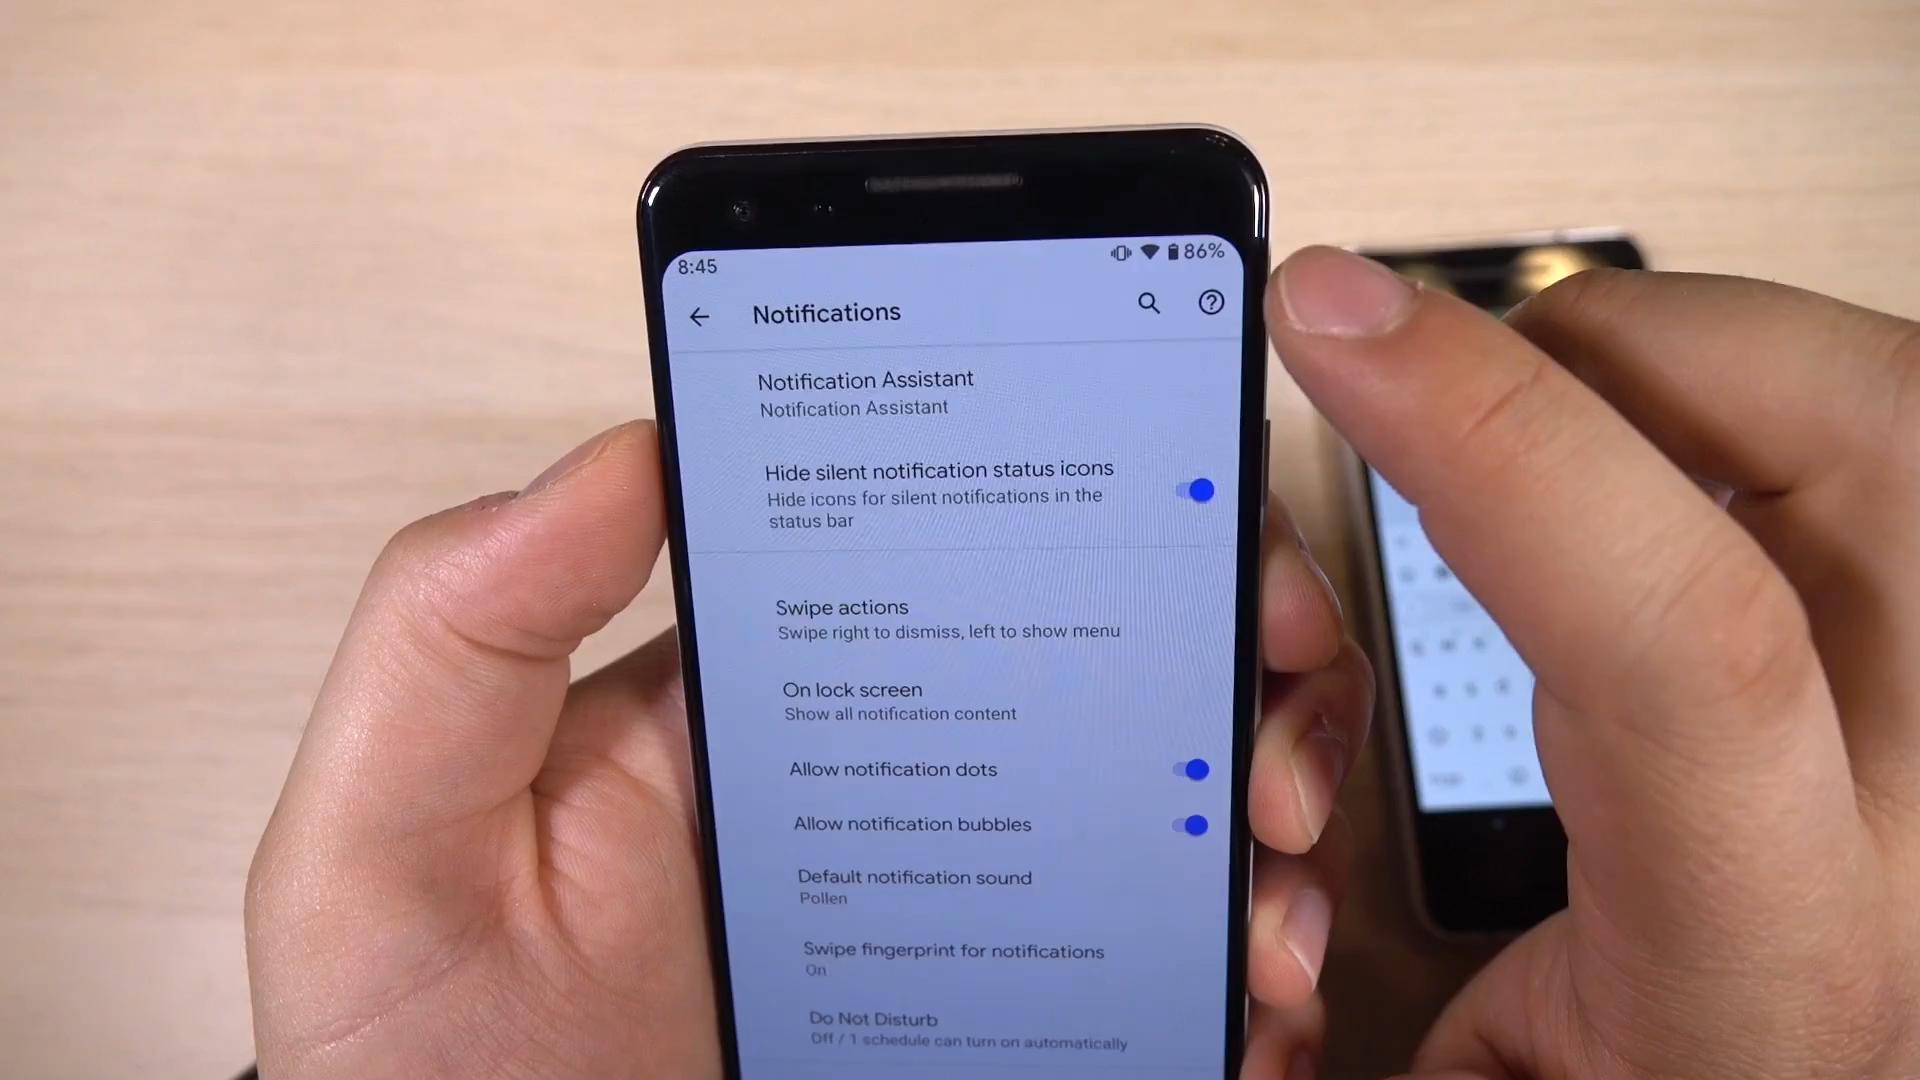 8:45
86%
Notifications
Notification Assistant
Notification Assistant
Hide silent notification status icons
Hide icons for silent notifications in the
status bar
Swipe actions
Swipe right to dismiss, left to show menu
On lock screen
Show all notification content
Allow notification dots
Allow notification bubbles
Default notification sound
Pollen
Swipe fingerprint for notifications
On
Do Not Disturb
Off / 1 schedule can turn on automatically